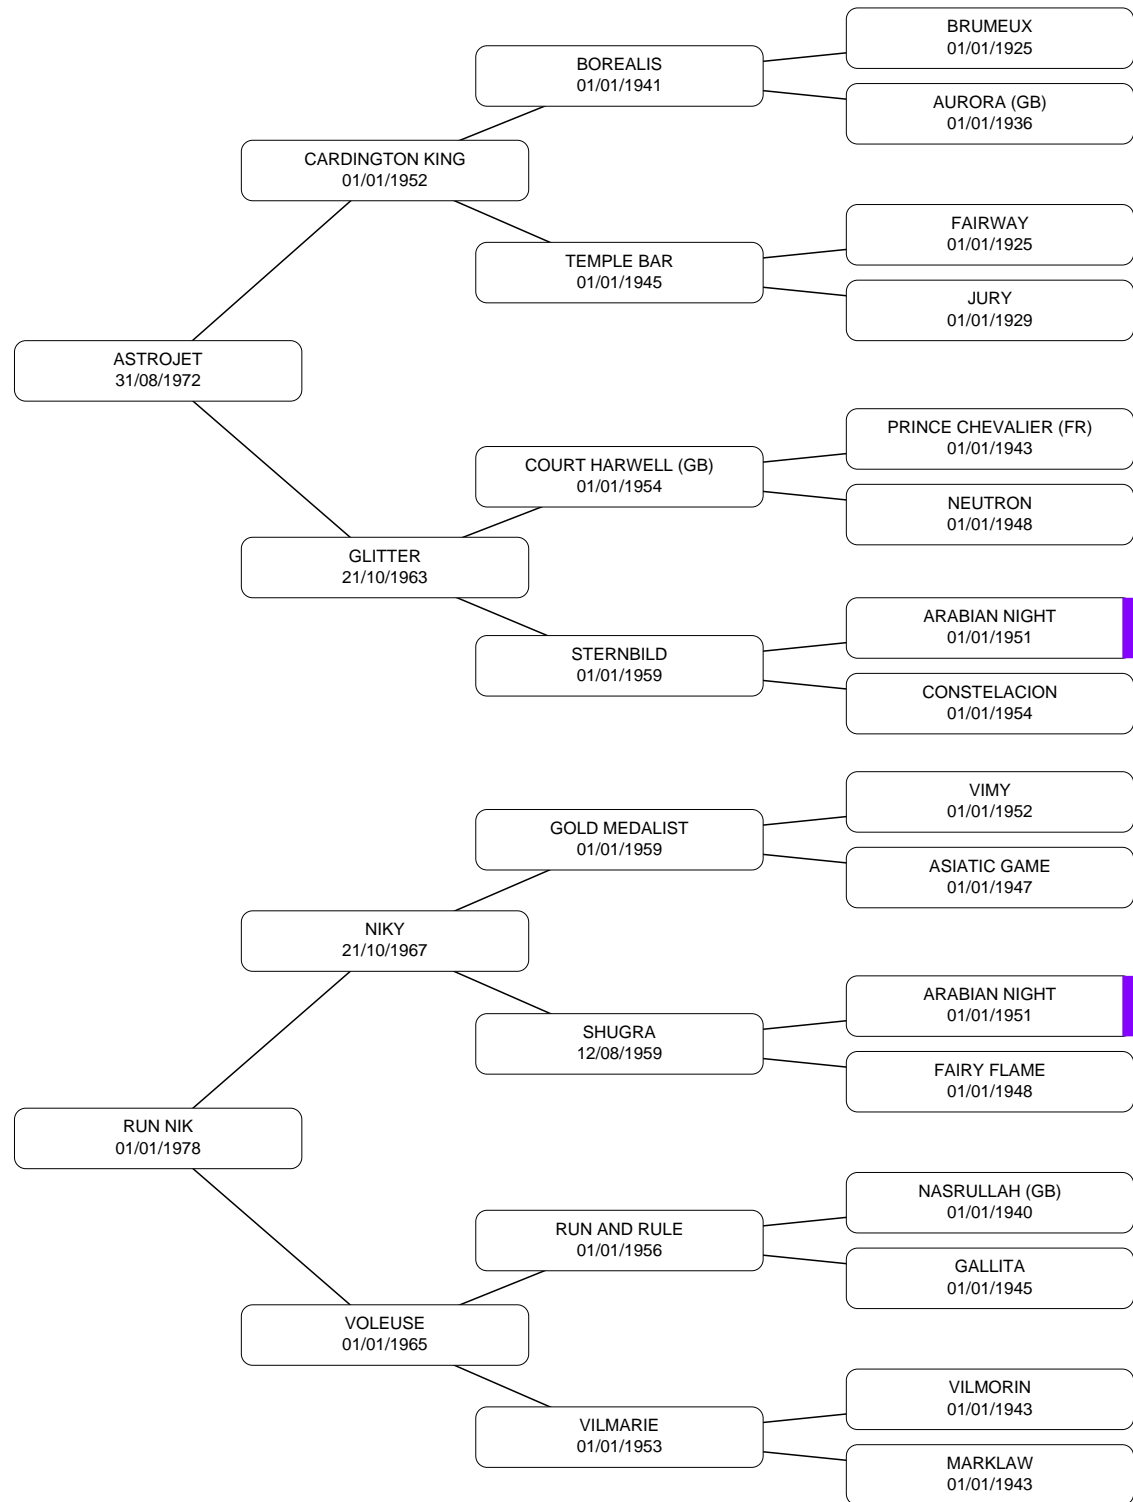 BRUMEUX
01/01/1925
BOREALIS
01/01/1941
AURORA (GB)
01/01/1936
CARDINGTON KING
01/01/1952
FAIRWAY
01/01/1925
TEMPLE BAR
01/01/1945
JURY
01/01/1929
ASTROJET
31/08/1972
PRINCE CHEVALIER (FR)
01/01/1943
COURT HARWELL (GB)
01/01/1954
NEUTRON
01/01/1948
GLITTER
21/10/1963
ARABIAN NIGHT
01/01/1951
STERNBILD
01/01/1959
CONSTELACION
01/01/1954
VIMY
01/01/1952
GOLD MEDALIST
01/01/1959
ASIATIC GAME
01/01/1947
NIKY
21/10/1967
ARABIAN NIGHT
01/01/1951
SHUGRA
12/08/1959
FAIRY FLAME
01/01/1948
RUN NIK
01/01/1978
NASRULLAH (GB)
01/01/1940
RUN AND RULE
01/01/1956
GALLITA
01/01/1945
VOLEUSE
01/01/1965
VILMORIN
01/01/1943
VILMARIE
01/01/1953
MARKLAW
01/01/1943